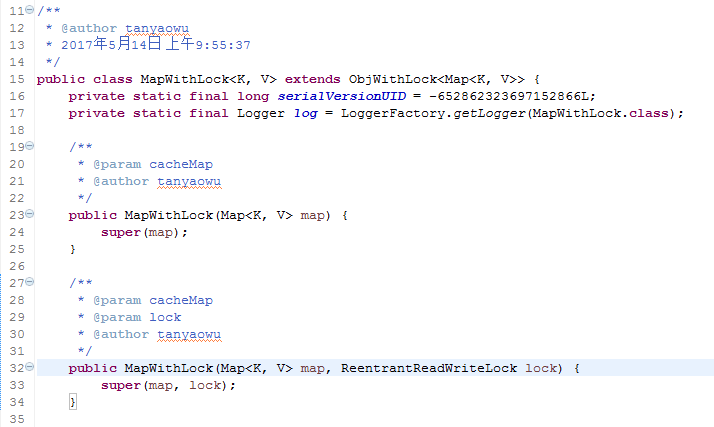 11 /**
12  * @author tanyaowu
13  * 2017年5月14日 上午9:55:37
14  */
15 public class MapWithLock<K, V> extends ObjWithLock<Map<K, V>> {
16     private static final long serialVersionUID = -652862323697152866L;
17     private static final Logger log = LoggerFactory.getLogger(MapWithLock.class);
18
19     /**
20      * @param cacheMap
21      * @author tanyaowu
22      */
23     public MapWithLock(Map<K, V> map) {
24         super(map);
25     }
26
27     /**
28      * @param cacheMap
29      * @param lock
30      * @author tanyaowu
31      */
32     public MapWithLock(Map<K, V> map, ReentrantReadWriteLock lock) {
33         super(map, lock);
34     }
35